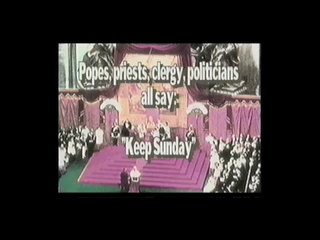 Popes, priests, clergy, politicians
all say:
"Keep Sunday"